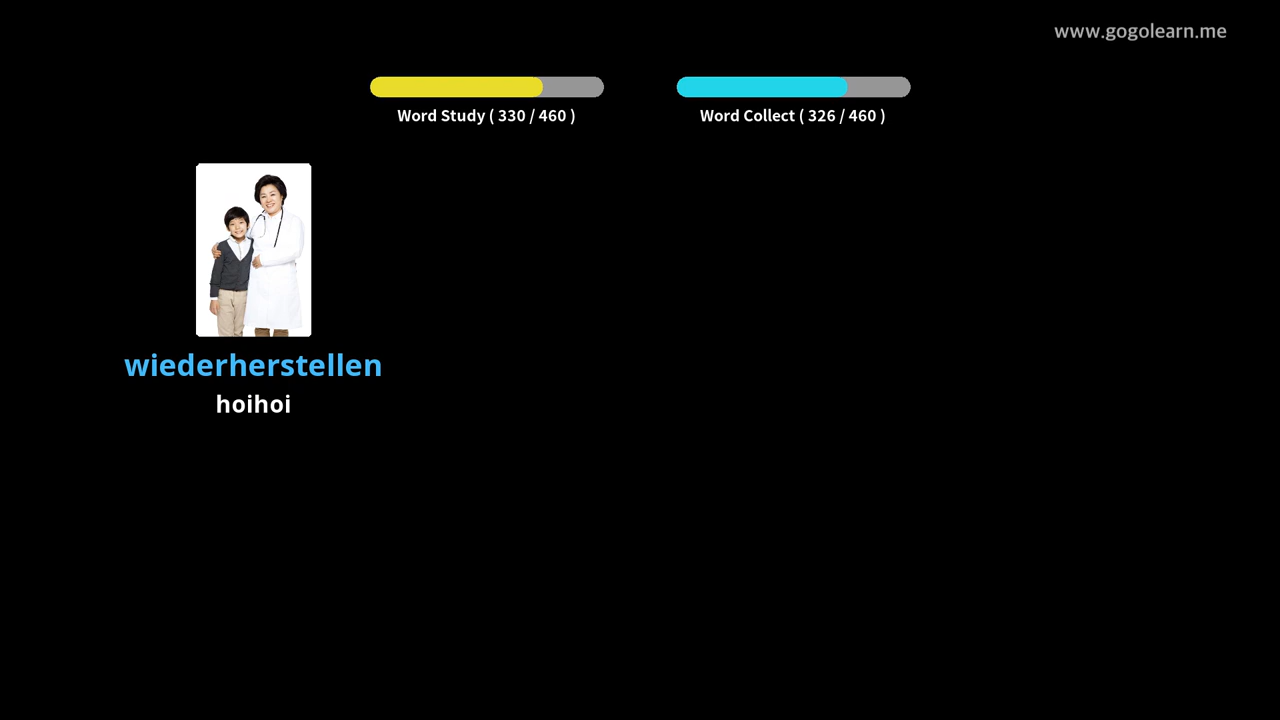 www.gogolearn.me
Word Study ( 330 / 460 )
Word Collect ( 326 / 460 )
wiederherstellen
hoihoi